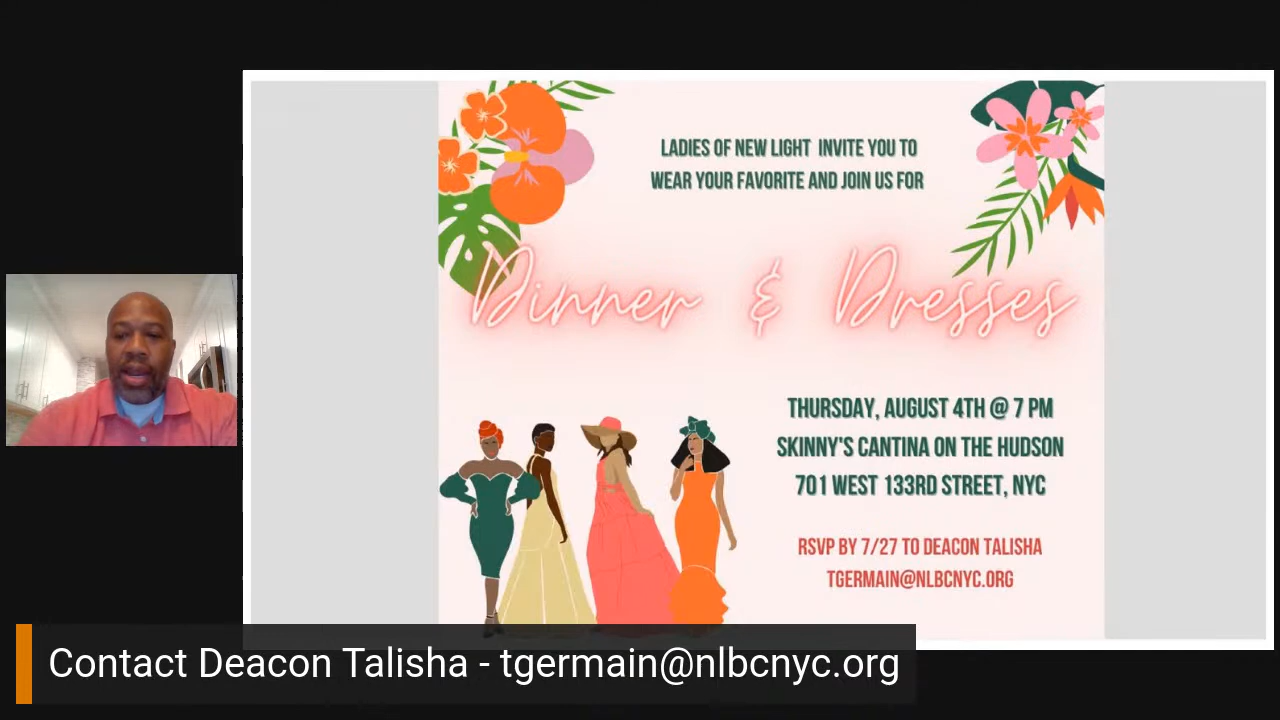 LADIES OF NEW LIGHT INVITE YOU TO
WEAR YOUR FAVORITE AND JOIN US FOR
Dinner & Dresses
THURSDAY, AUGUST 4TH @ 7 PM
SKINNY'S CANTINA ON THE HUDSON
701 WEST 133RD STREET, NYC
RSVP BY 7/27 TO DEACON TALISHA
TGERMAIN@NLBCNYC.ORG
Contact Deacon Talisha - tgermain@nlbcnyc.org